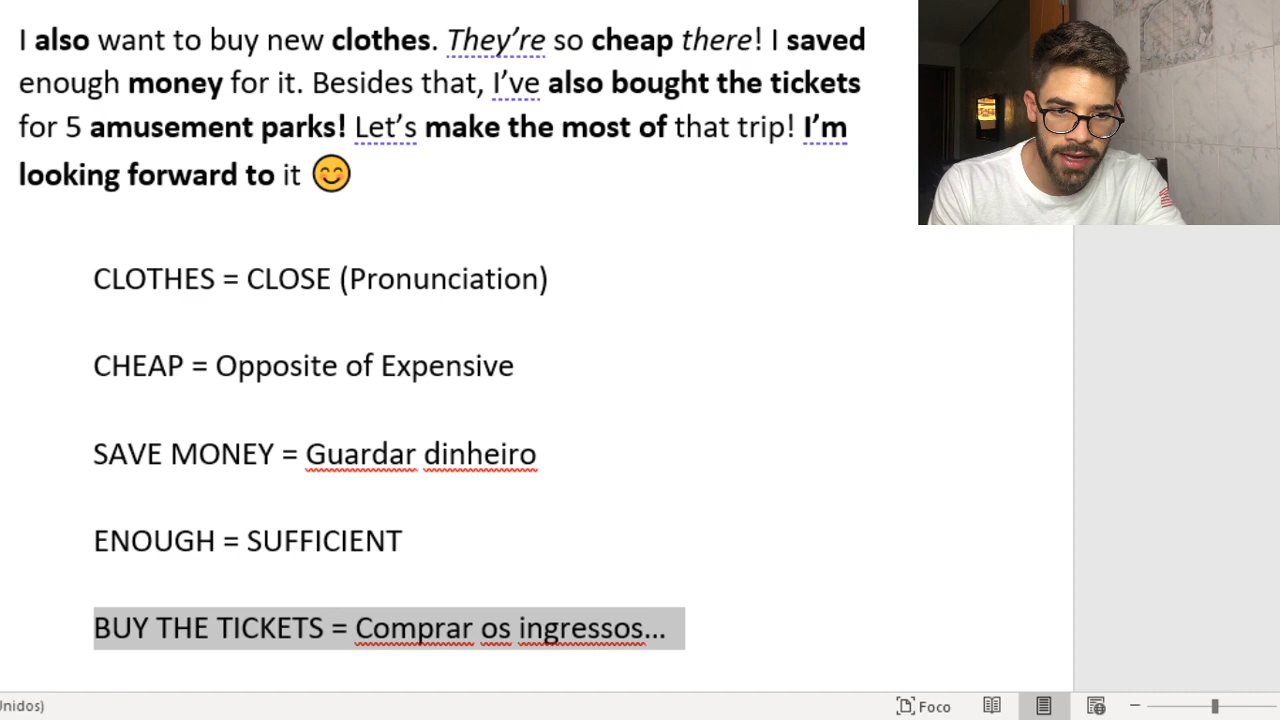 I also want to buy new clothes. They’re so cheap there! I saved
enough money for it. Besides that, I’ve also bought the tickets
for 5 amusement parks! Let’s make the most of that trip! I’m
looking forward to it 😊
CLOTHES = CLOSE (Pronunciation)
CHEAP = Opposite of Expensive
SAVE MONEY = Guardar dinheiro
ENOUGH = SUFFICIENT
BUY THE TICKETS = Comprar os ingressos...
Unidos)
Foco